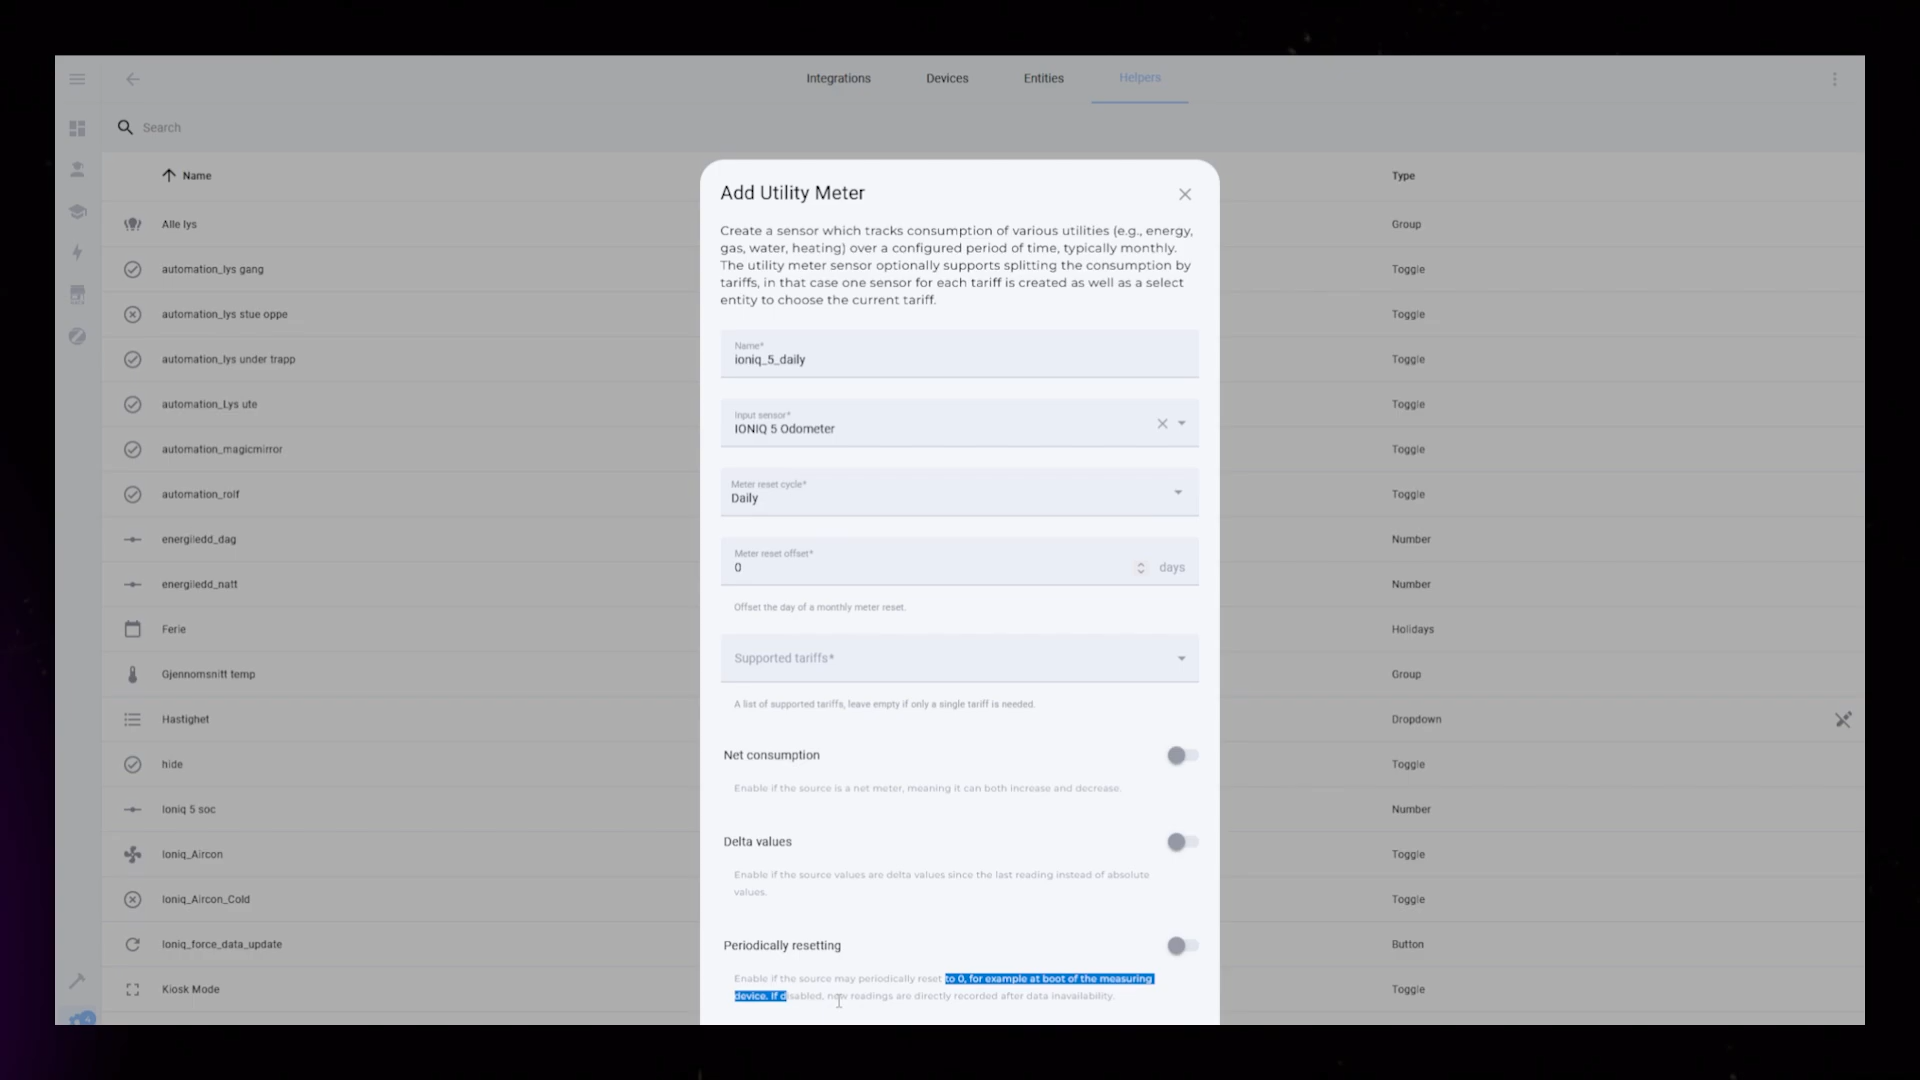 Integrations
Devices
Entities
Helpers
Search
Name
Type
Alle lys
Group
automation_lys gang
Toggle
automation_lys stue oppe
Toggle
automation_lys under trapp
Toggle
automation_Lys ute
Toggle
automation_magicmirror
Toggle
automation_rolf
Toggle
energiledd_dag
Number
energiledd_natt
Number
Ferie
Holidays
Gjennomsnitt temp
Group
Hastighet
Dropdown
hide
Toggle
Ioniq 5 soc
Number
Ioniq_Aircon
Toggle
Ioniq_Aircon_Cold
Toggle
Ioniq_force_data_update
Button
Kiosk Mode
Toggle
Add Utility Meter
Create a sensor which tracks consumption of various utilities (e.g., energy,
gas, water, heating) over a configured period of time, typically monthly.
The utility meter sensor optionally supports splitting the consumption by
tariffs, in that case one sensor for each tariff is created as well as a select
entity to choose the current tariff.
Name*
ioniq_5_daily
Input sensor*
IONIQ 5 Odometer
Meter reset cycle*
Daily
Meter reset offset*
0
days
Offset the day of a monthly meter reset.
Supported tariffs*
A list of supported tariffs, leave empty if only a single tariff is needed.
Net consumption
Enable if the source is a net meter, meaning it can both increase and decrease.
Delta values
Enable if the source values are delta values since the last reading instead of absolute
values.
Periodically resetting
Enable if the source may periodically reset to 0, for example at boot of the measuring
device. If disabled, new readings are directly recorded after data inavailability.